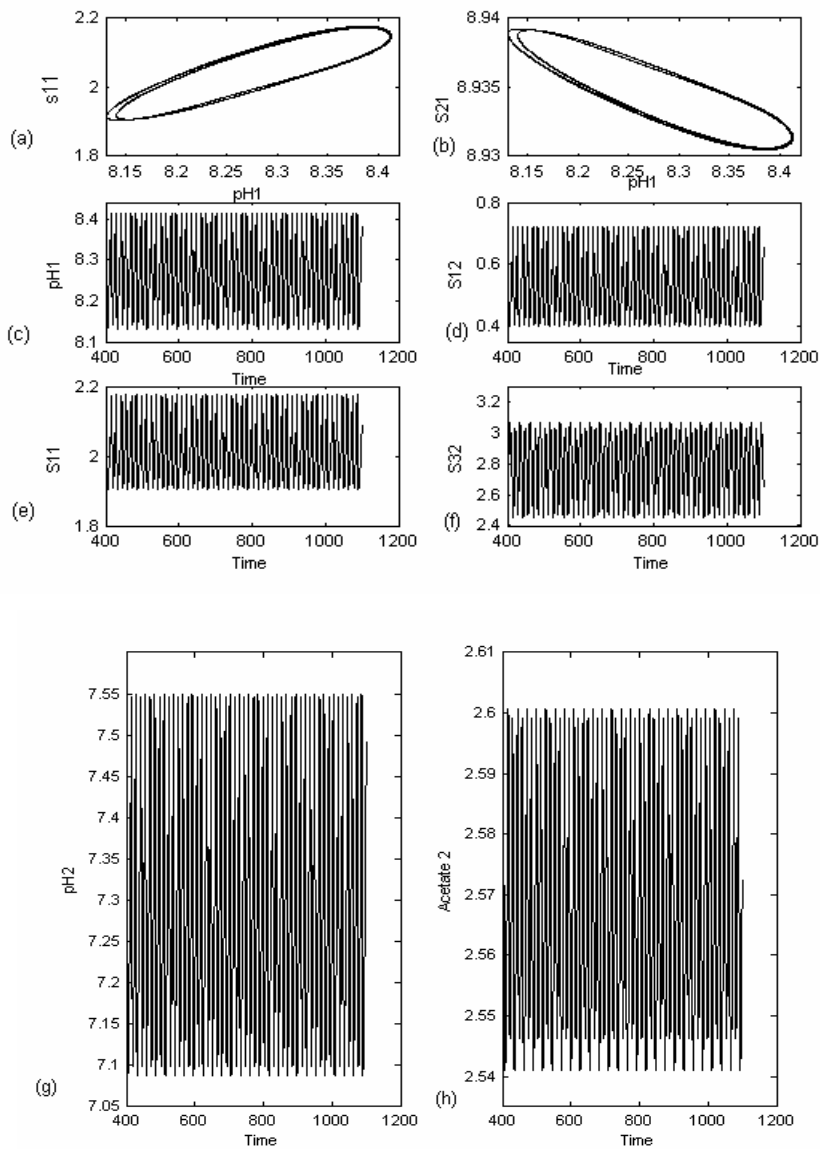 2.2
2
1.8
s11
(a)
8.15 8.2 8.25 8.3 8.35 8.4
pH1
8.94
8.935
8.93
S21
(b)
8.15 8.2 8.25 8.3 8.35 8.4
pH1
8.4
8.3
8.2
8.1
pH1
(c)
400 600 800 1000 1200
Time
0.8
0.6
0.4
S12
(d)
400 600 800 1000 1200
Time
2.2
2
1.8
S11
(e)
400 600 800 1000 1200
Time
3.2
3
2.8
2.6
2.4
S32
(f)
400 600 800 1000 1200
Time
7.55
7.5
7.45
7.4
7.35
7.3
7.25
7.2
7.15
7.1
7.05
pH2
(g)
400 600 800 1000 1200
Time
2.61
2.6
2.59
2.58
2.57
2.56
2.55
2.54
Acetate 2
(h)
400 600 800 1000 1200
Time